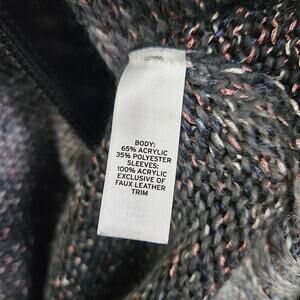 BODY:
65% ACRYLIC
35% POLYESTER
SLEEVES:
100% ACRYLIC
EXCLUSIVE OF
FAUX LEATHER
TRIM